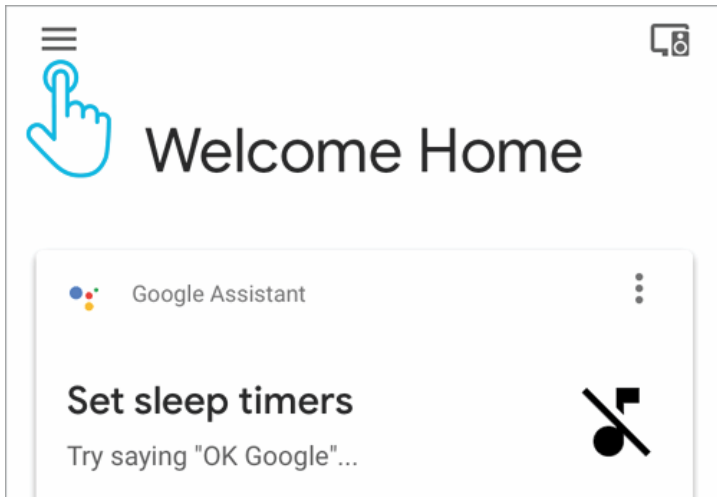 Welcome Home
Google Assistant
Set sleep timers
Try saying "OK Google"...